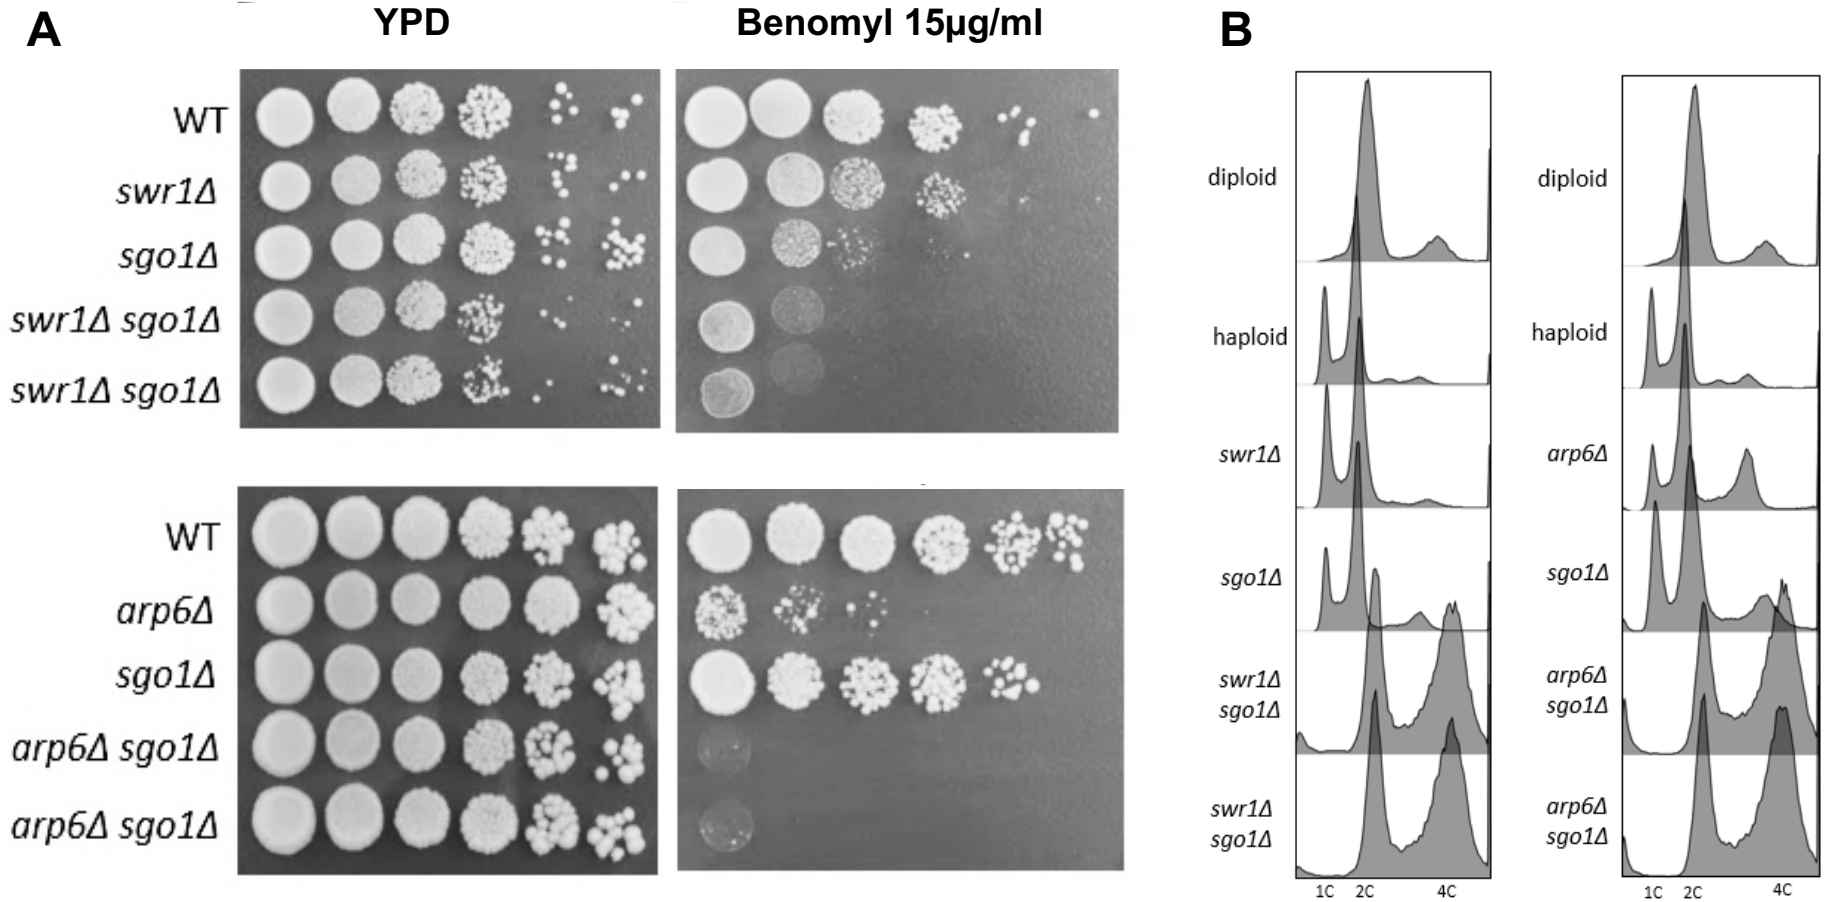 A
YPD
Benomyl 15µg/ml
WT
swr1Δ
sgo1Δ
swr1Δ sgo1Δ
swr1Δ sgo1Δ
WT
arp6Δ
sgo1Δ
arp6Δ sgo1Δ
arp6Δ sgo1Δ
B
diploid
haploid
swr1Δ
sgo1Δ
swr1Δ
sgo1Δ
swr1Δ
sgo1Δ
1C 2C 4C
diploid
haploid
arp6Δ
sgo1Δ
arp6Δ
sgo1Δ
arp6Δ
sgo1Δ
1C 2C 4C